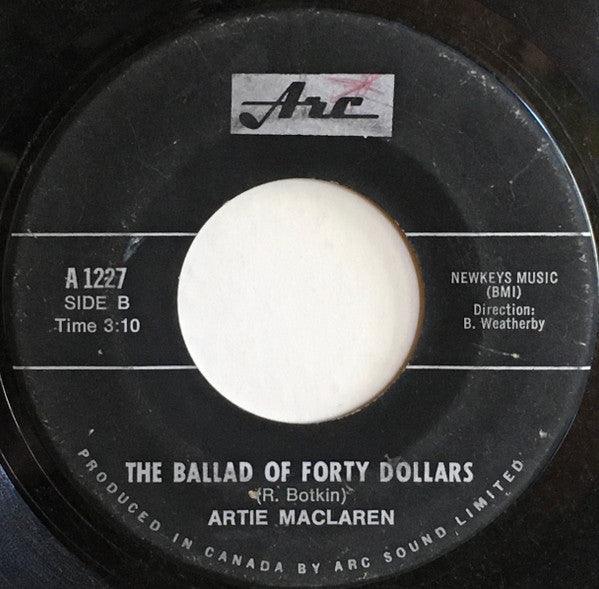 Arc
A 1227
SIDE B
Time 3:10
NEWKEYS MUSIC
(BMI)
Direction:
B. Weatherby
THE BALLAD OF FORTY DOLLARS
(R. Botkin)
ARTIE MACLAREN
PRODUCED IN CANADA BY ARC SOUND LIMITED